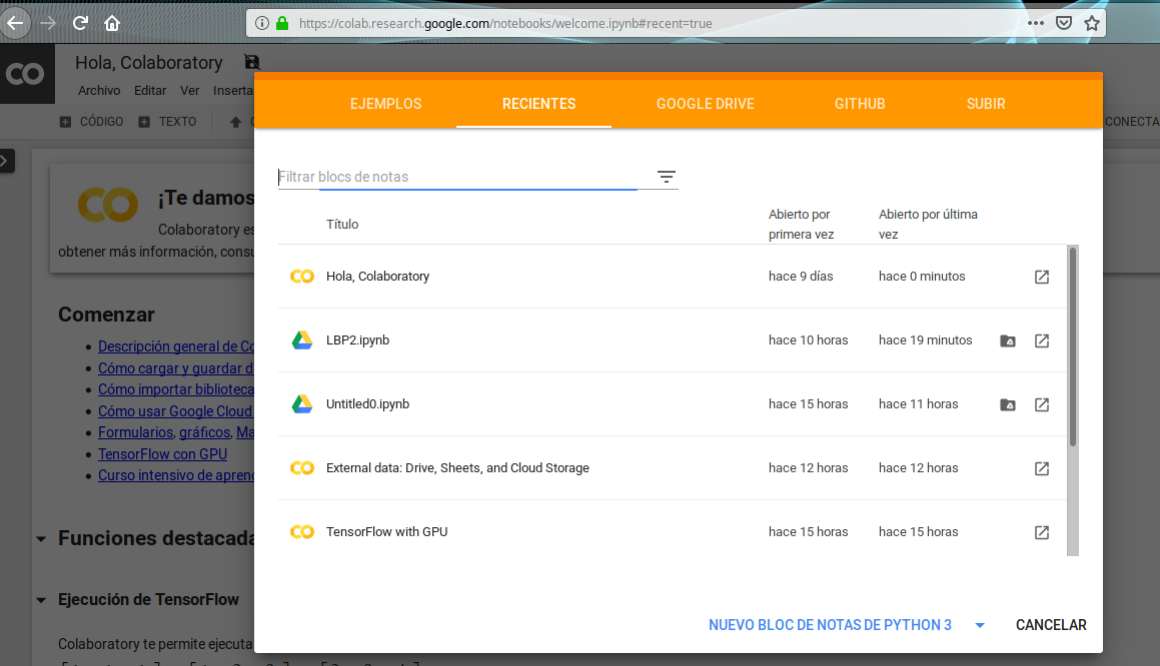 https://colab.research.google.com/notebooks/welcome.ipynb#recent=true
CO Hola, Colaboratory
Archivo Editar Ver Inserta
CÓDIGO TEXTO CONECTA
EJEMPLOS RECIENTES GOOGLE DRIVE GITHUB SUBIR
Filtrar blocs de notas
Título Abierto por primera vez Abierto por última vez
Hola, Colaboratory hace 9 días hace 0 minutos
LBP2.ipynb hace 10 horas hace 19 minutos
Untitled0.ipynb hace 15 horas hace 11 horas
External data: Drive, Sheets, and Cloud Storage hace 12 horas hace 12 horas
TensorFlow with GPU hace 15 horas hace 15 horas
NUEVO BLOC DE NOTAS DE PYTHON 3 CANCELAR
¡Te damos
Colaboratory es
obtener más información, consu
Comenzar
Descripción general de Co
Cómo cargar y guardar d
Cómo importar biblioteca
Cómo usar Google Cloud
Formularios, gráficos, Ma
TensorFlow con GPU
Curso intensivo de apren
Funciones destacada
Ejecución de TensorFlow
Colaboratory te permite ejecuta